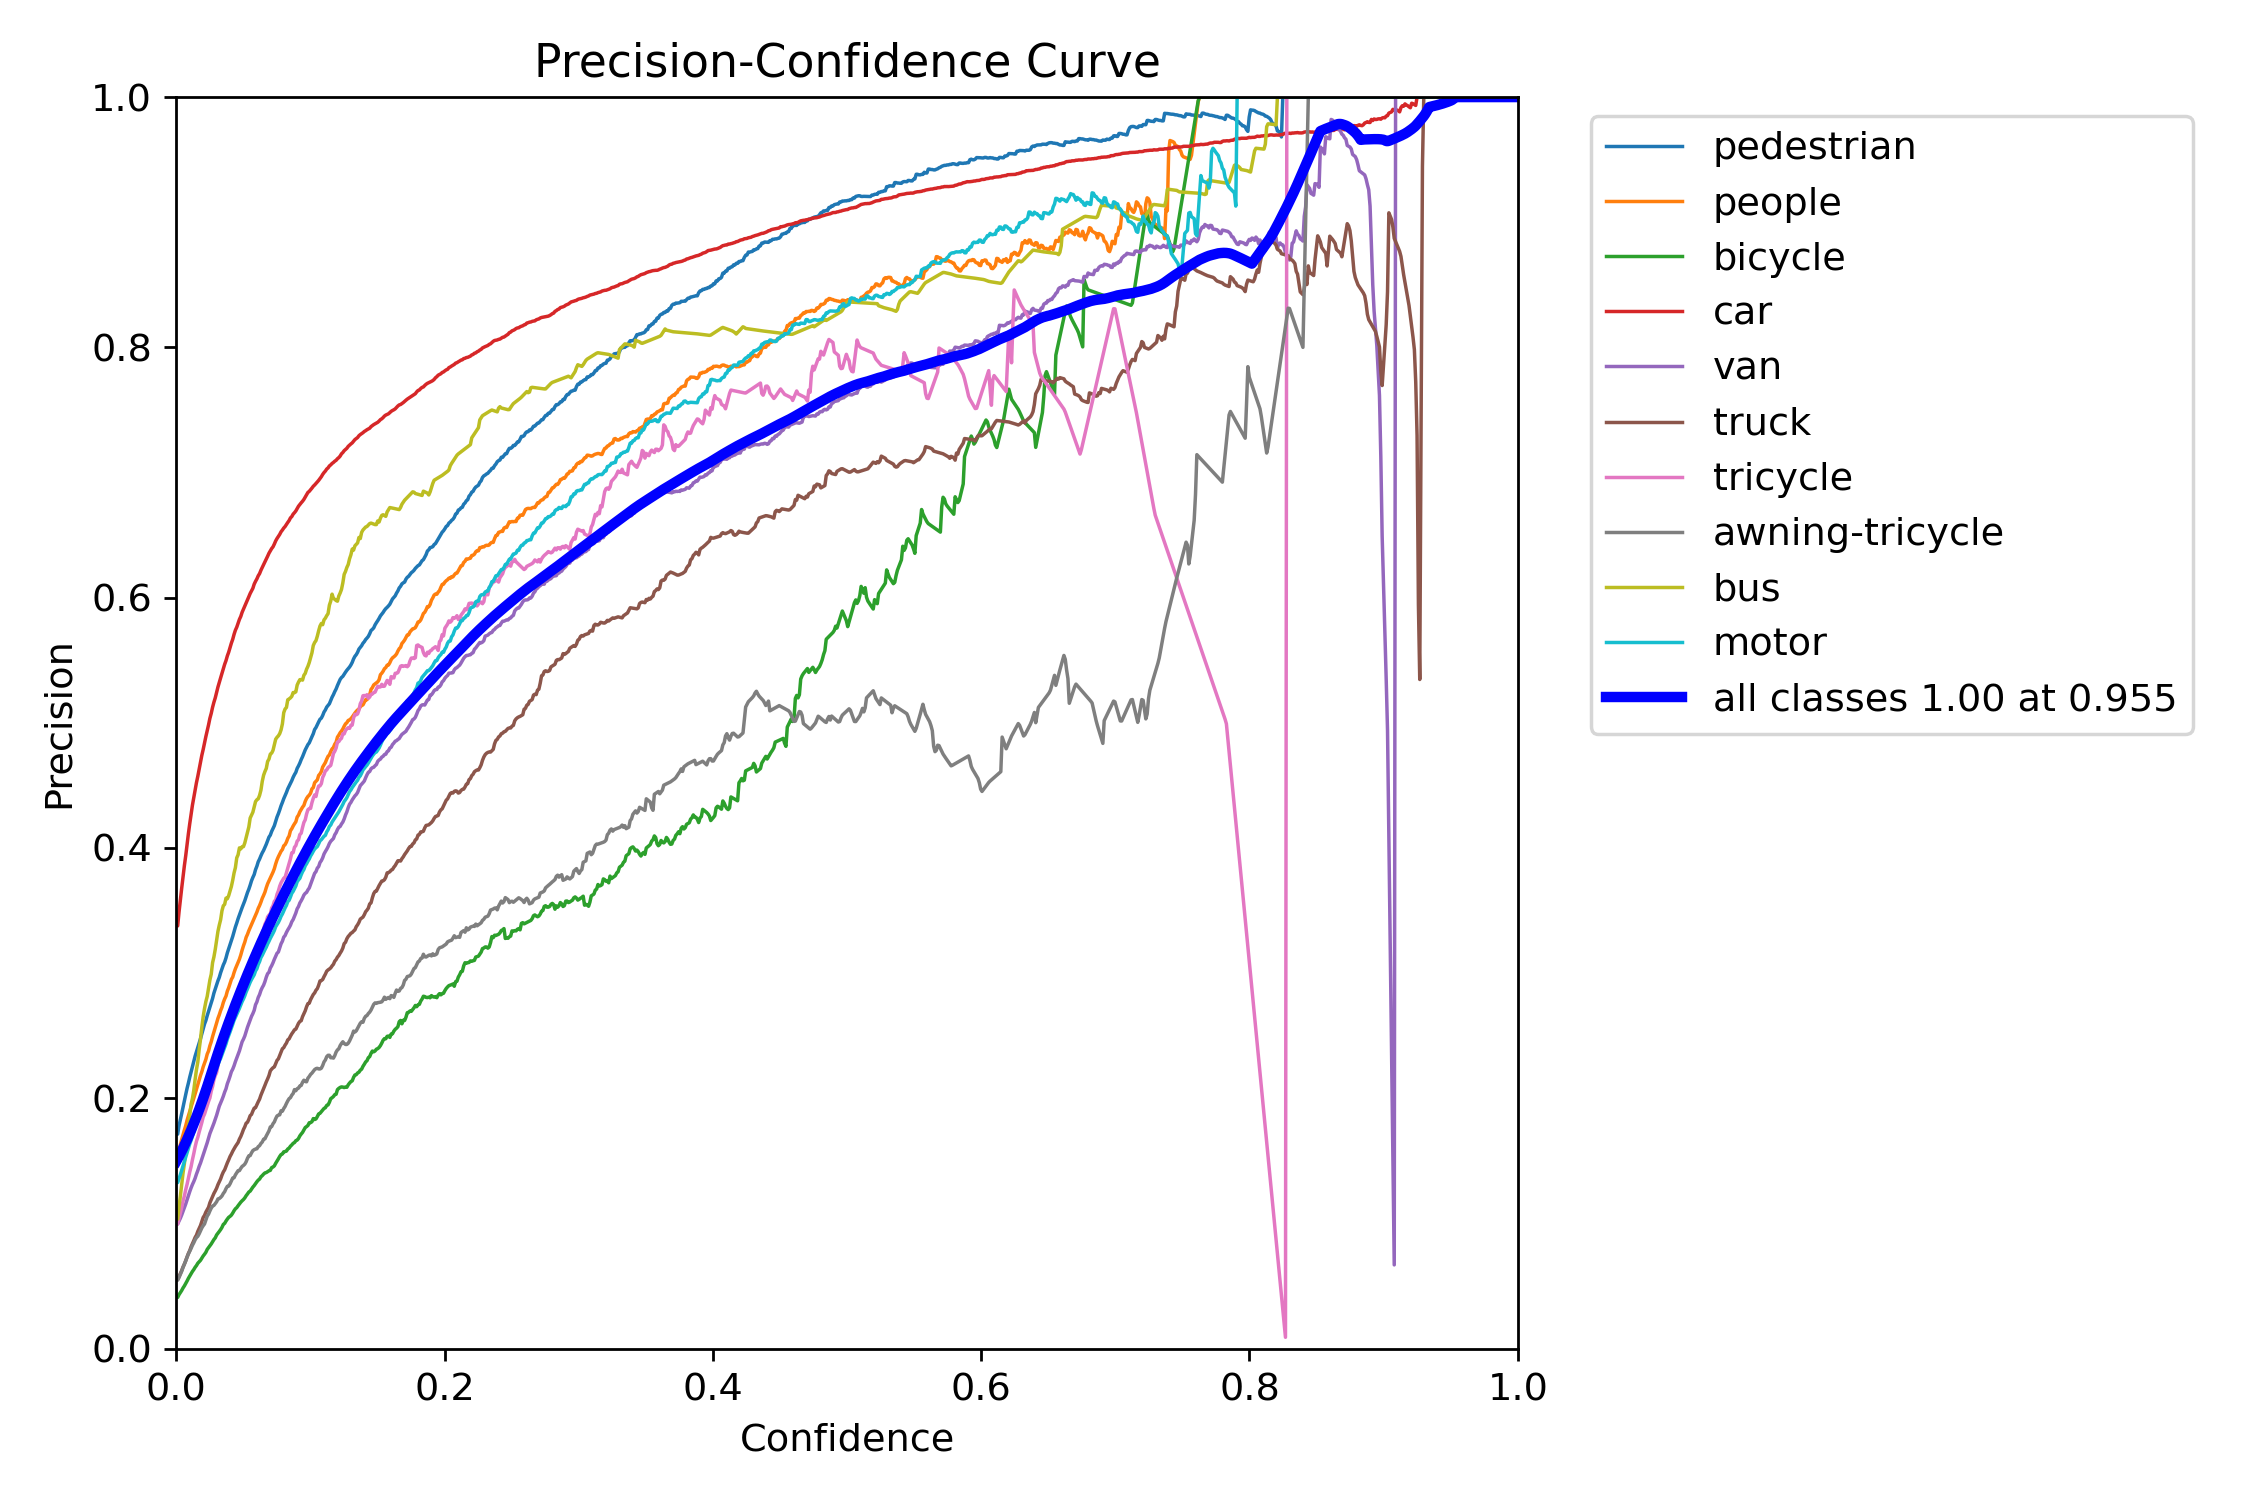 Precision-Confidence Curve
1.0
0.8
0.6
0.4
0.2
0.0
Precision
0.0 0.2 0.4 0.6 0.8 1.0
Confidence
pedestrian
people
bicycle
car
van
truck
tricycle
awning-tricycle
bus
motor
all classes 1.00 at 0.955